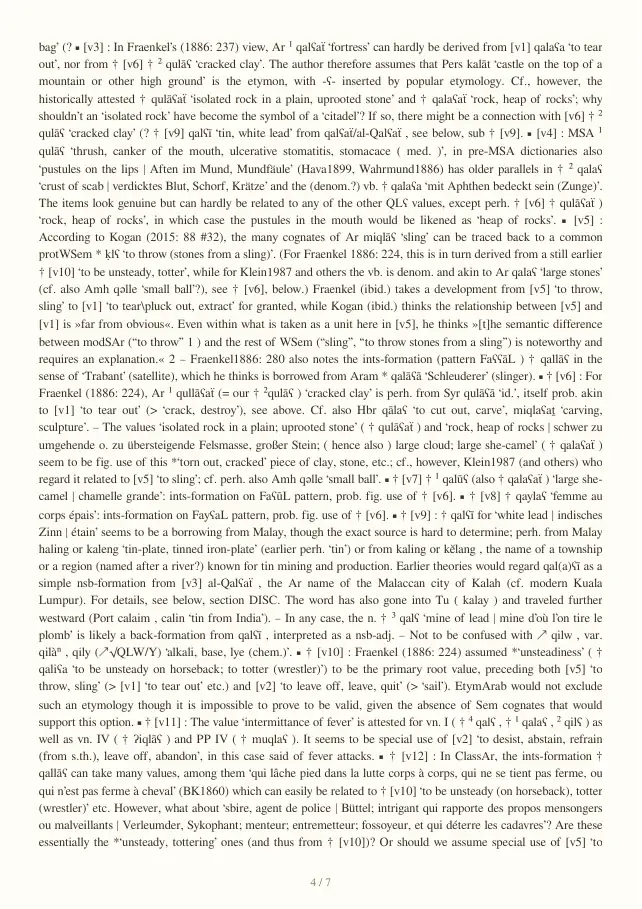 bag’ (? ▪ [v3] : In Fraenkel’s (1886: 237) view, Ar ¹ qalʕaẗ ‘fortress’ can hardly be derived from [v1] qalaʕa ‘to tear
out’, nor from † [v6] † ² qulāʕ ‘cracked clay’. The author therefore assumes that Pers kalāt ‘castle on the top of a
mountain or other high ground’ is the etymon, with -ʕ- inserted by popular etymology. Cf., however, the
historically attested † qulāʕaẗ ‘isolated rock in a plain, uprooted stone’ and † qalaʕaẗ ‘rock, heap of rocks’; why
shouldn’t an ‘isolated rock’ have become the symbol of a ‘citadel’? If so, there might be a connection with [v6] † ²
qulāʕ ‘cracked clay’ (? † [v9] qalʕī ‘tin, white lead’ from qalʕaẗ/al-Qalʕaẗ , see below, sub † [v9]. ▪ [v4] : MSA ¹
qulāʕ ‘thrush, canker of the mouth, ulcerative stomatitis, stomacace ( med. )’, in pre-MSA dictionaries also
‘pustules on the lips | Aften im Mund, Mundfäule’ (Hava1899, Wahrmund1886) has older parallels in † ² qalaʕ
‘crust of scab | verdicktes Blut, Schorf, Krätze’ and the (denom.?) vb. † qalaʕa ‘mit Aphthen bedeckt sein (Zunge)’.
The items look genuine but can hardly be related to any of the other QLʕ values, except perh. † [v6] † qulāʕaẗ )
‘rock, heap of rocks’, in which case the pustules in the mouth would be likened as ‘heap of rocks’. ▪ [v5] :
According to Kogan (2015: 88 #32), the many cognates of Ar miqlāʕ ‘sling’ can be traced back to a common
protWSem * ḳlʕ ‘to throw (stones from a sling)’. (For Fraenkel 1886: 224, this is in turn derived from a still earlier
† [v10] ‘to be unsteady, totter’, while for Klein1987 and others the vb. is denom. and akin to Ar qalaʕ ‘large stones’
(cf. also Amh qəlle ‘small ball’?), see † [v6], below.) Fraenkel (ibid.) takes a development from [v5] ‘to throw,
sling’ to [v1] ‘to tear\pluck out, extract’ for granted, while Kogan (ibid.) thinks the relationship between [v5] and
[v1] is »far from obvious«. Even within what is taken as a unit here in [v5], he thinks »[t]he semantic difference
between modSAr (“to throw” 1 ) and the rest of WSem (“sling”, “to throw stones from a sling”) is noteworthy and
requires an explanation.« 2 – Fraenkel1886: 280 also notes the ints-formation (pattern FaʕʕāL ) † qallāʕ in the
sense of ‘Trabant’ (satellite), which he thinks is borrowed from Aram * qalāʕā ‘Schleuderer’ (slinger). ▪ † [v6] : For
Fraenkel (1886: 224), Ar ¹ qullāʕaẗ (= our † ²qulāʕ ) ‘cracked clay’ is perh. from Syr qulāʕā ‘id.’, itself prob. akin
to [v1] ‘to tear out’ (> ‘crack, destroy’), see above. Cf. also Hbr qālaʕ ‘to cut out, carve’, miqlaʕaṯ ‘carving,
sculpture’. – The values ‘isolated rock in a plain; uprooted stone’ ( † qulāʕaẗ ) and ‘rock, heap of rocks | schwer zu
umgehende o. zu übersteigende Felsmasse, großer Stein; ( hence also ) large cloud; large she-camel’ ( † qalaʕaẗ )
seem to be fig. use of this *‘torn out, cracked’ piece of clay, stone, etc.; cf., however, Klein1987 (and others) who
regard it related to [v5] ‘to sling’; cf. perh. also Amh qəlle ‘small ball’. ▪ † [v7] † ¹ qalūʕ (also † qalaʕaẗ ) ‘large she-
camel | chamelle grande’: ints-formation on FaʕūL pattern, prob. fig. use of † [v6]. ▪ † [v8] † qaylaʕ ‘femme au
corps épais’: ints-formation on FayʕaL pattern, prob. fig. use of † [v6]. ▪ † [v9] : † qalʕī for ‘white lead | indisches
Zinn | étain’ seems to be a borrowing from Malay, though the exact source is hard to determine; perh. from Malay
haling or kaleng ‘tin-plate, tinned iron-plate’ (earlier perh. ‘tin’) or from kaling or kĕlang , the name of a township
or a region (named after a river?) known for tin mining and production. Earlier theories would regard qal(a)ʕī as a
simple nsb-formation from [v3] al-Qalʕaẗ , the Ar name of the Malaccan city of Kalah (cf. modern Kuala
Lumpur). For details, see below, section DISC. The word has also gone into Tu ( kalay ) and traveled further
westward (Port calaim , calin ‘tin from India’). – In any case, the n. † ³ qalʕ ‘mine of lead | mine d’où l’on tire le
plomb’ is likely a back-formation from qalʕī , interpreted as a nsb-adj. – Not to be confused with ↗ qilw , var.
qilàⁿ , qily (↗√QLW/Y) ‘alkali, base, lye (chem.)’. ▪ † [v10] : Fraenkel (1886: 224) assumed *‘unsteadiness’ ( †
qaliʕa ‘to be unsteady on horseback; to totter (wrestler)’) to be the primary root value, preceding both [v5] ‘to
throw, sling’ (> [v1] ‘to tear out’ etc.) and [v2] ‘to leave off, leave, quit’ (> ‘sail’). EtymArab would not exclude
such an etymology though it is impossible to prove to be valid, given the absence of Sem cognates that would
support this option. ▪ † [v11] : The value ‘intermittance of fever’ is attested for vn. I ( † ⁴ qalʕ , † ¹ qalaʕ , ² qilʕ ) as
well as vn. IV ( † ʔiqlāʕ ) and PP IV ( † muqlaʕ ). It seems to be special use of [v2] ‘to desist, abstain, refrain
(from s.th.), leave off, abandon’, in this case said of fever attacks. ▪ † [v12] : In ClassAr, the ints-formation †
qallāʕ can take many values, among them ‘qui lâche pied dans la lutte corps à corps, qui ne se tient pas ferme, ou
qui n’est pas ferme à cheval’ (BK1860) which can easily be related to † [v10] ‘to be unsteady (on horseback), totter
(wrestler)’ etc. However, what about ‘sbire, agent de police | Büttel; intrigant qui rapporte des propos mensongers
ou malveillants | Verleumder, Sykophant; menteur; entremetteur; fossoyeur, et qui déterre les cadavres’? Are these
essentially the *‘unsteady, tottering’ ones (and thus from † [v10])? Or should we assume special use of [v5] ‘to
4 / 7